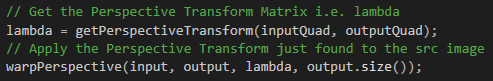 // Get the Perspective Transform Matrix i.e. lambda
lambda = getPerspectiveTransform(inputQuad, outputQuad);
// Apply the Perspective Transform just found to the src image
warpPerspective(input, output, lambda, output.size());